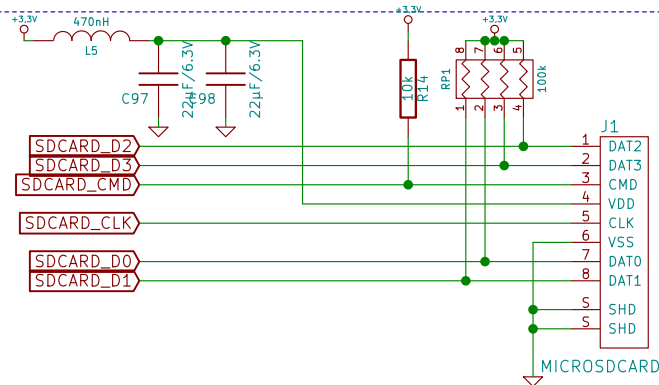 +3.3V
470nH
L5
+3.3V
+3.3V
C97
22µF/6.3V
C98
22µF/6.3V
10k
R14
RP1
8
7
6
5
1
2
3
4
100k
J1
SDCARD_D2
1
DAT2
SDCARD_D3
2
DAT3
SDCARD_CMD
3
CMD
4
VDD
SDCARD_CLK
5
CLK
6
VSS
SDCARD_D0
7
DAT0
SDCARD_D1
8
DAT1
S
SHD
S
SHD
MICROSDCARD